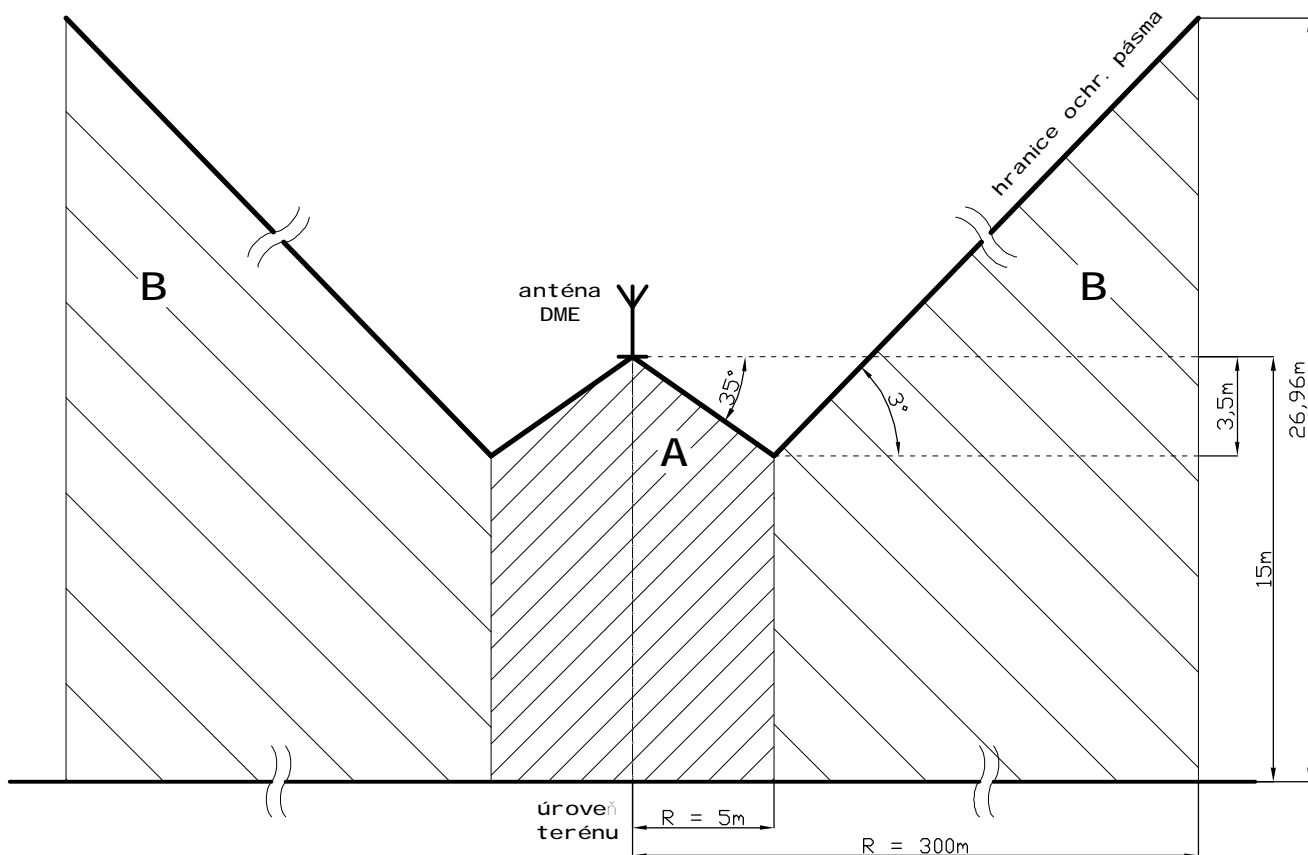 hranice ochr. pásma
B
B
anténa
DME
35°
3°
A
3,5m
26,96m
15m
úroveň
terénu
R = 5m
R = 300m